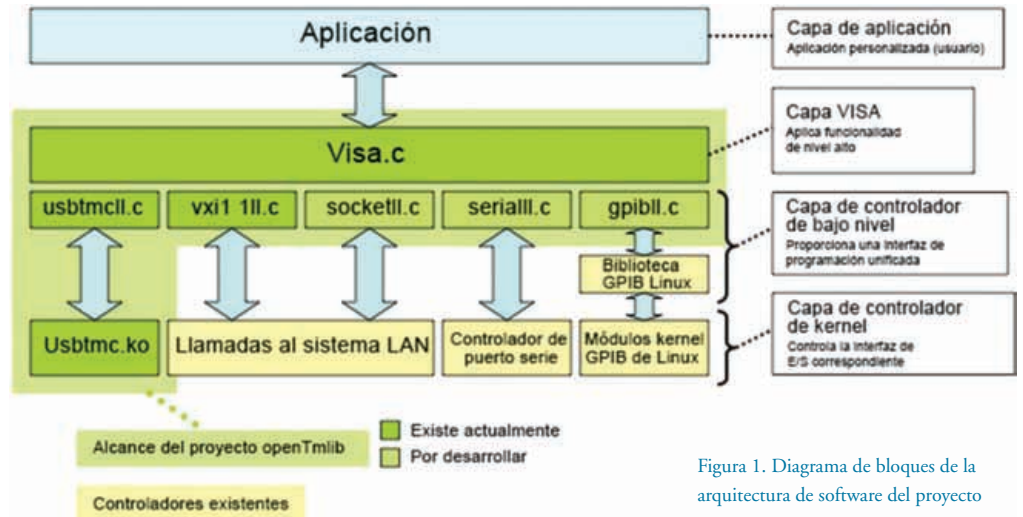 Aplicación
Capa de aplicación
Aplicación personalizada (usuario)
Visa.c
Capa VISA
Aplica funcionalidad
de nivel alto
usbtmcll.c
vxi1 1ll.c
socketll.c
serialll.c
gpibll.c
Capa de controlador
de bajo nivel
Proporciona una interfaz de
programación unificada
Biblioteca
GPIB Linux
Usbtmc.ko
Llamadas al sistema LAN
Controlador de
puerto serie
Módulos kernel
GPIB de Linux
Capa de controlador
de kernel
Controla la interfaz de
E/S correspondiente
Alcance del proyecto openTmlib
Existe actualmente
Por desarrollar
Controladores existentes
Figura 1. Diagrama de bloques de la
arquitectura de software del proyecto